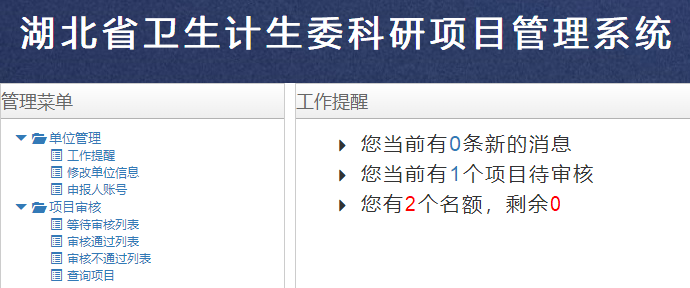 湖北省卫生计生委科研项目管理系统
管理菜单
单位管理
工作提醒
修改单位信息
申报人账号
项目审核
等待审核列表
审核通过列表
审核不通过列表
查询项目
工作提醒
您当前有0条新的消息
您当前有1个项目待审核
您有2个名额，剩余0